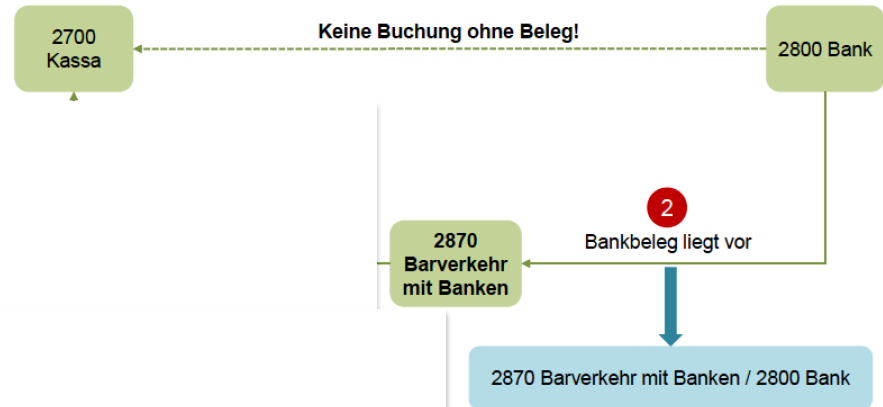 Keine Buchung ohne Beleg!
2700
Kassa
2800 Bank
2
Bankbeleg liegt vor
2870
Barverkehr
mit Banken
2870 Barverkehr mit Banken / 2800 Bank